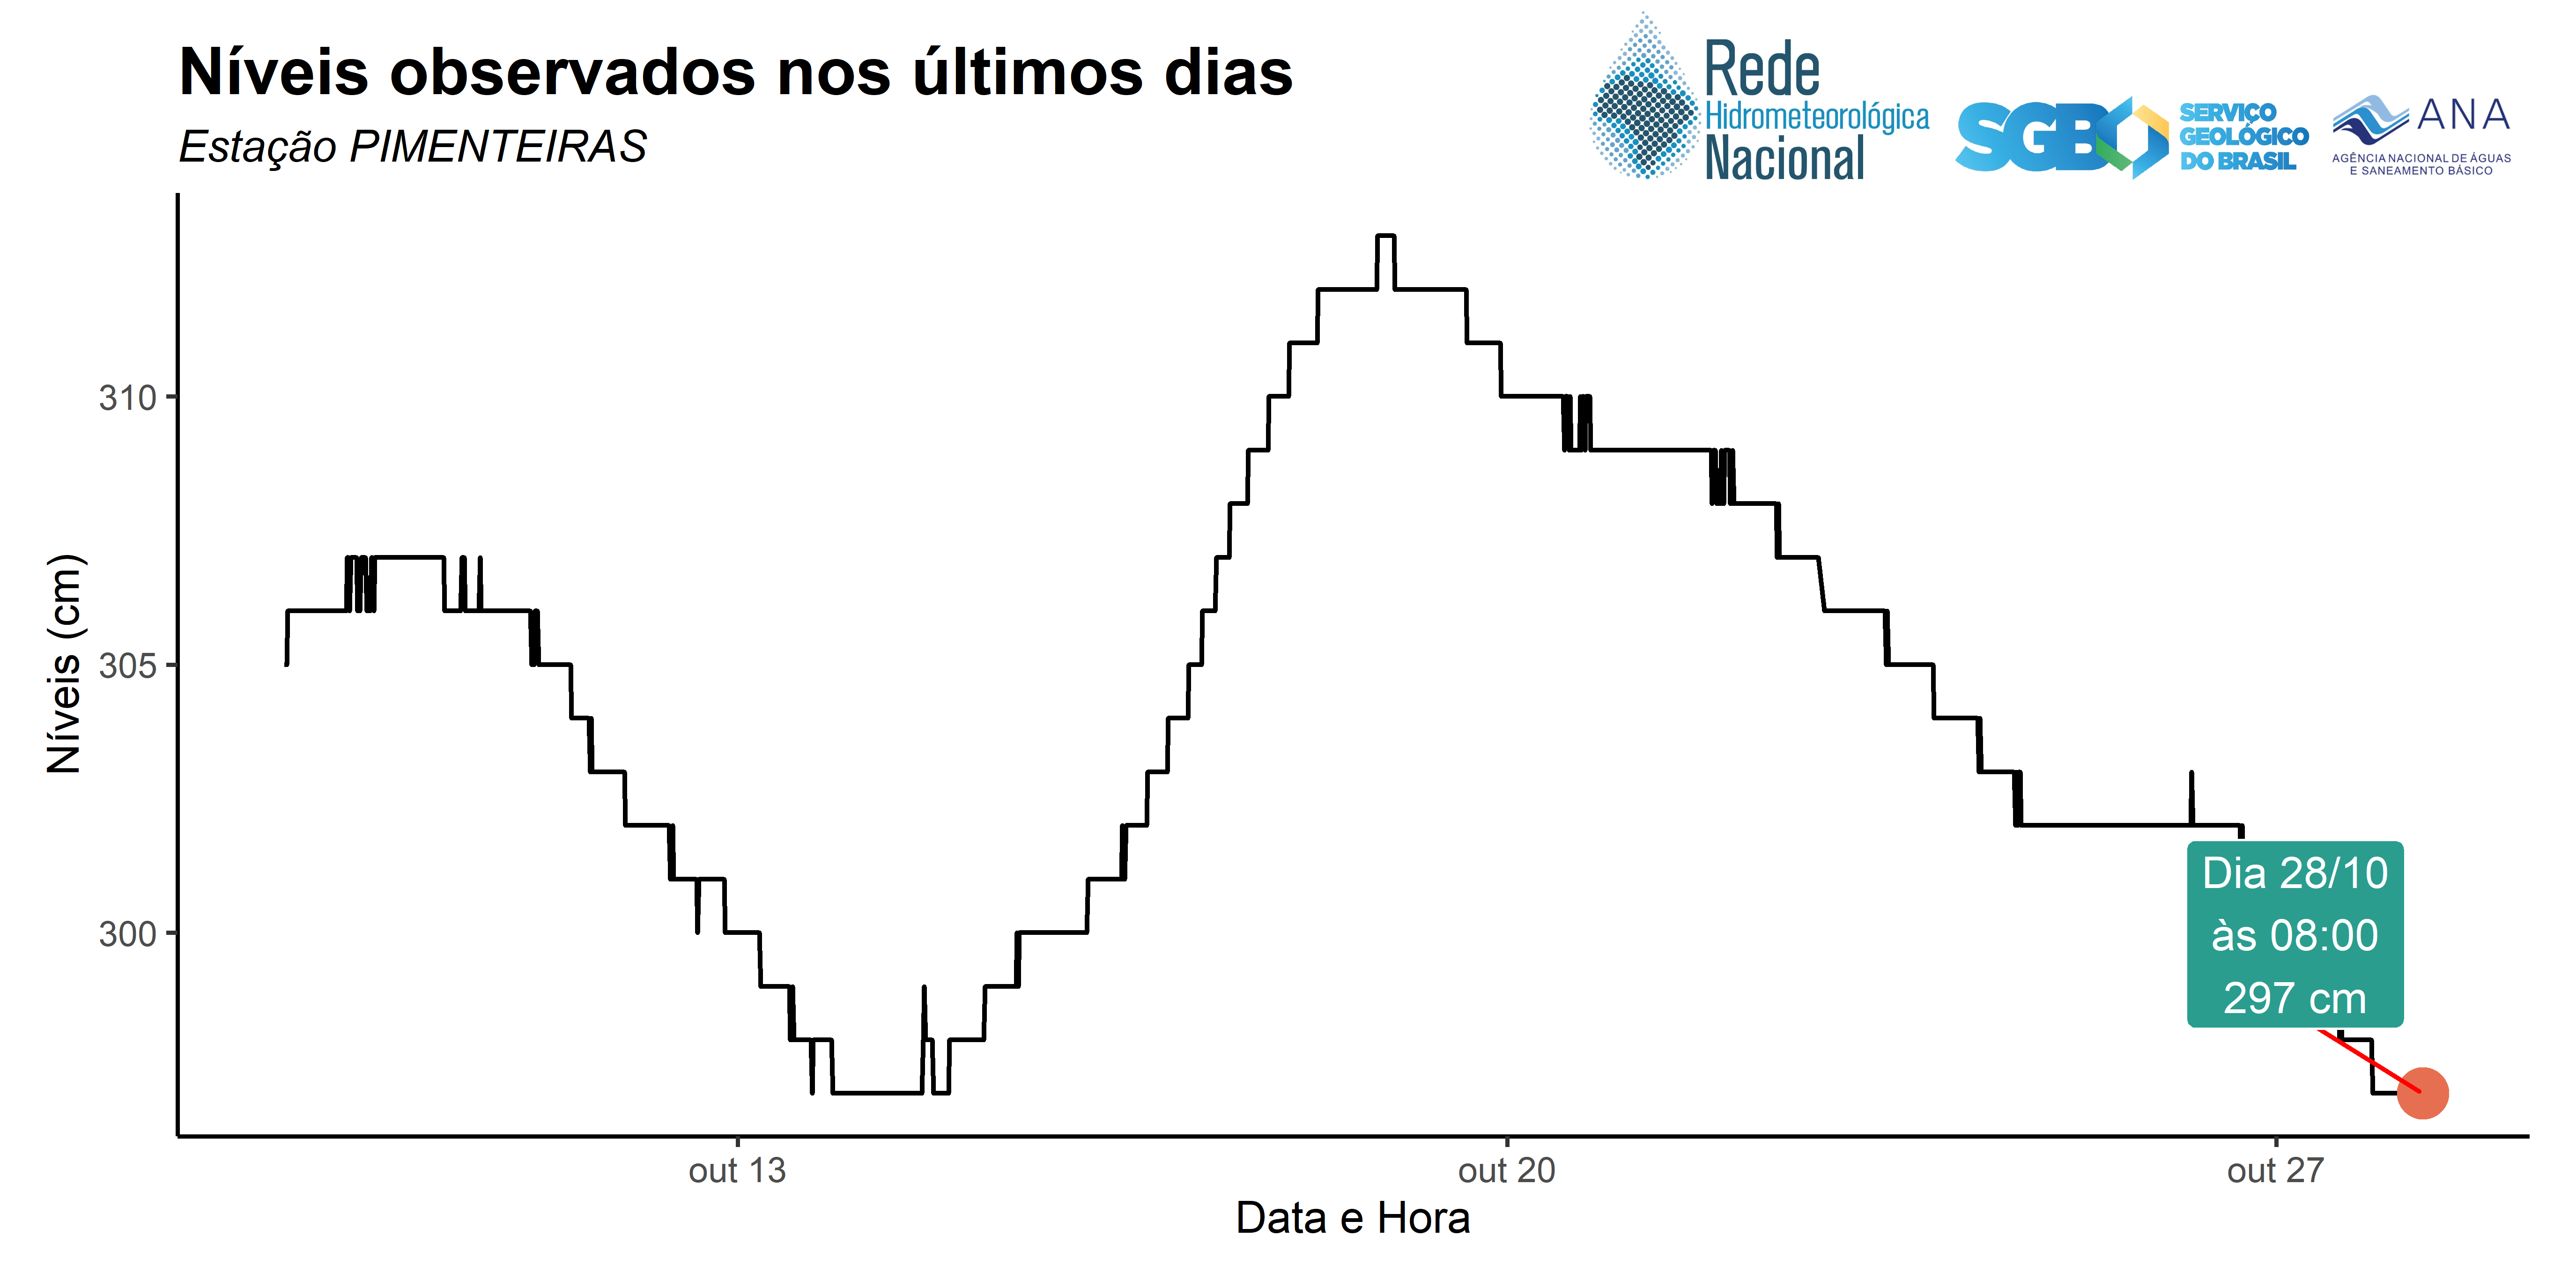 Níveis observados nos últimos dias
Estação PIMENTEIRAS
Rede
Hidrometeorológica
Nacional
SGB
SERVIÇO
GEOLÓGICO
DO BRASIL
ANA
AGÊNCIA NACIONAL DE ÁGUAS
E SANEAMENTO BÁSICO
Níveis (cm)
310
305
300
Dia 28/10
às 08:00
297 cm
out 13
out 20
out 27
Data e Hora